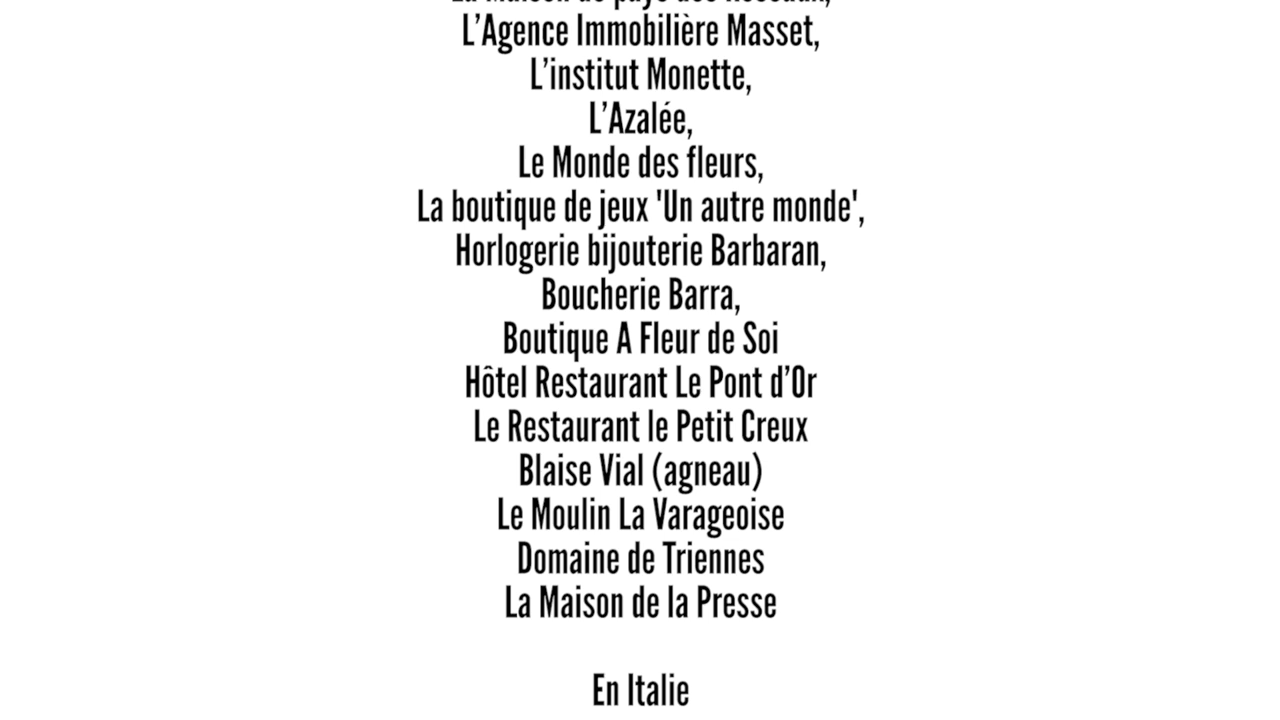 L’Agence Immobilière Masset,
L’institut Monette,
L’Azalée,
Le Monde des fleurs,
La boutique de jeux 'Un autre monde',
Horlogerie bijouterie Barbaran,
Boucherie Barra,
Boutique A Fleur de Soi
Hôtel Restaurant Le Pont d’Or
Le Restaurant le Petit Creux
Blaise Vial (agneau)
Le Moulin La Varageoise
Domaine de Triennes
La Maison de la Presse
En Italie